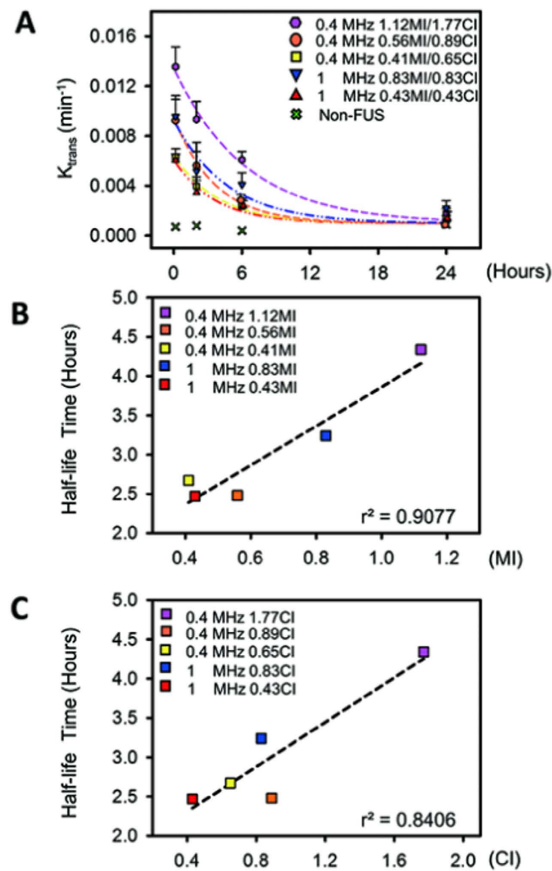 A
0.4 MHz 1.12MI/1.77CI
0.4 MHz 0.56MI/0.89CI
0.4 MHz 0.41MI/0.65CI
1 MHz 0.83MI/0.83CI
1 MHz 0.43MI/0.43CI
Non-FUS
Ktrans (min-1)
0.016
0.012
0.008
0.004
0.000
0 6 12 18 24 (Hours)
B
0.4 MHz 1.12MI
0.4 MHz 0.56MI
0.4 MHz 0.41MI
1 MHz 0.83MI
1 MHz 0.43MI
Half-life Time (Hours)
5.0
4.5
4.0
3.5
3.0
2.5
2.0
r² = 0.9077
0.4 0.6 0.8 1.0 1.2 (MI)
C
0.4 MHz 1.77CI
0.4 MHz 0.89CI
0.4 MHz 0.65CI
1 MHz 0.83CI
1 MHz 0.43CI
Half-life Time (Hours)
5.0
4.5
4.0
3.5
3.0
2.5
2.0
r² = 0.8406
0.4 0.8 1.2 1.6 2.0 (CI)